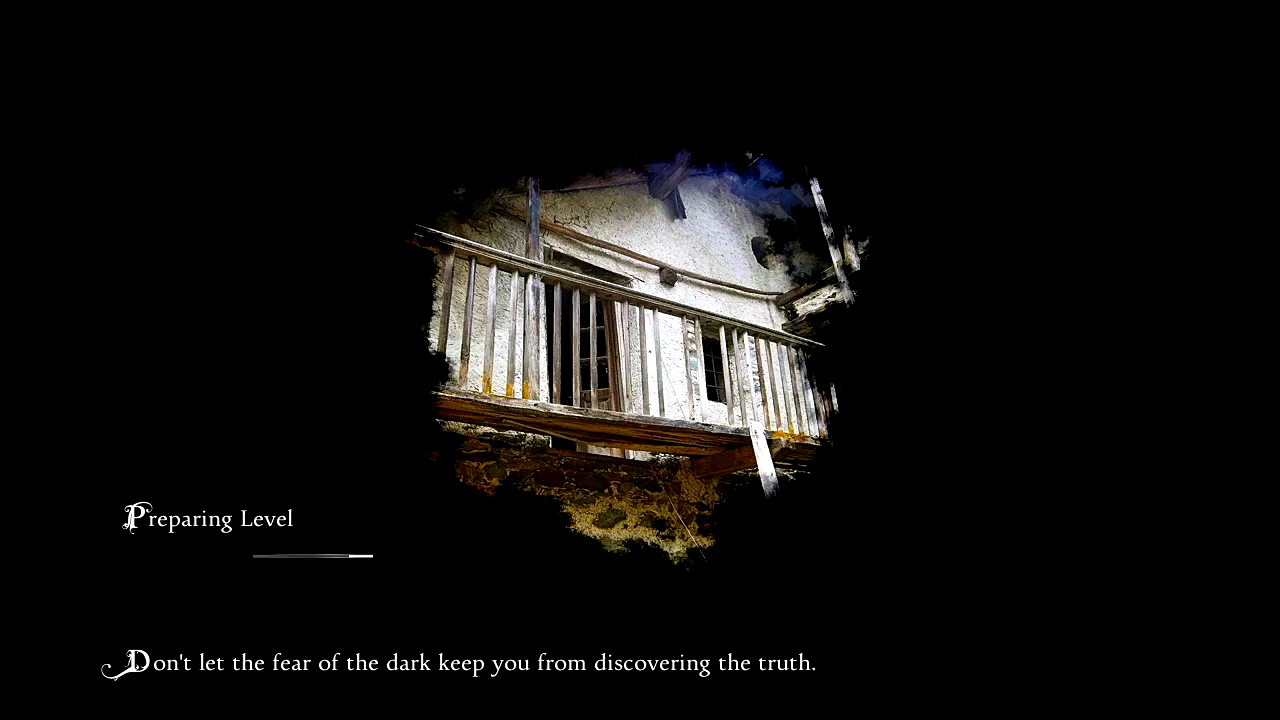 Preparing Level
Don't let the fear of the dark keep you from discovering the truth.